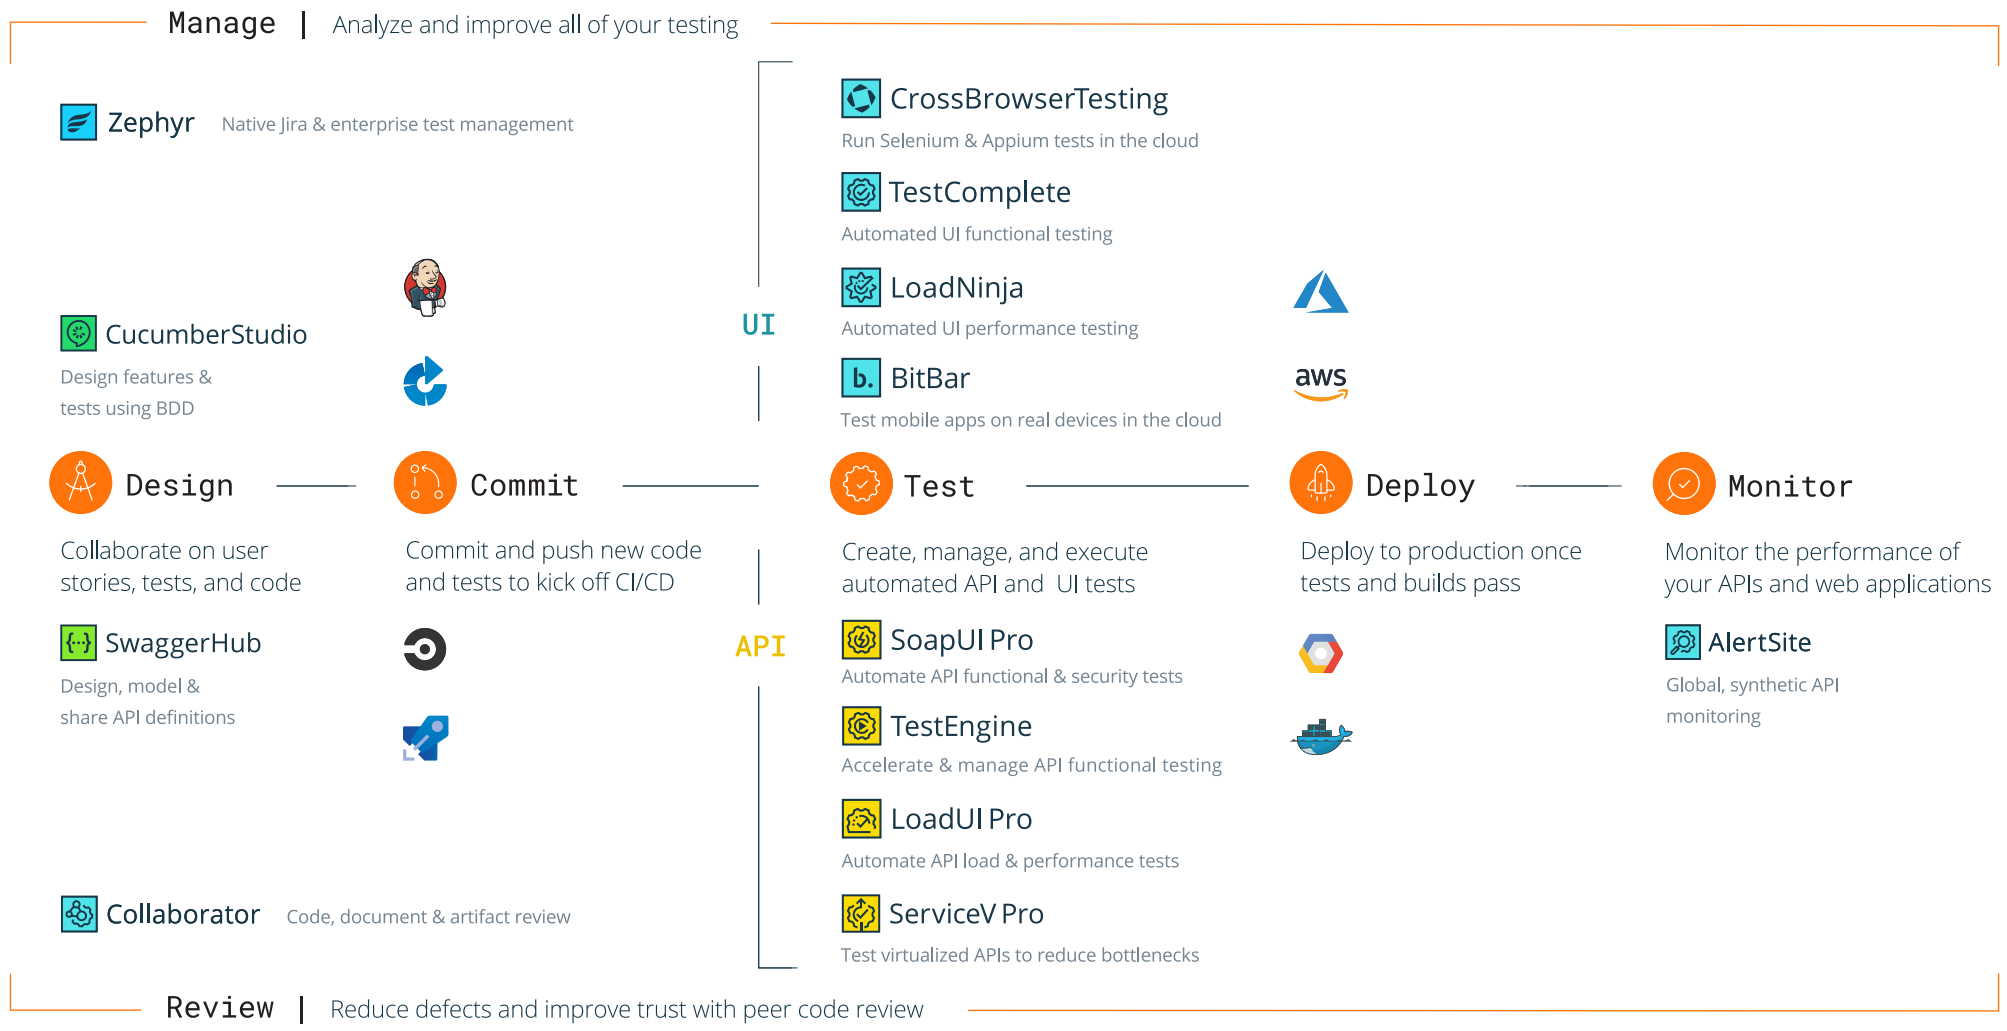 Manage | Analyze and improve all of your testing
Zephyr Native Jira & enterprise test management
CucumberStudio
Design features &
tests using BDD
UI
CrossBrowserTesting
Run Selenium & Appium tests in the cloud
TestComplete
Automated UI functional testing
LoadNinja
Automated UI performance testing
b. BitBar
Test mobile apps on real devices in the cloud
aws
Design
Collaborate on user
stories, tests, and code
Commit
Commit and push new code
and tests to kick off CI/CD
Test
Create, manage, and execute
automated API and UI tests
Deploy
Deploy to production once
tests and builds pass
Monitor
Monitor the performance of
your APIs and web applications
{··} SwaggerHub
Design, model &
share API definitions
API
SoapUI Pro
Automate API functional & security tests
TestEngine
Accelerate & manage API functional testing
LoadUI Pro
Automate API load & performance tests
ServiceV Pro
Test virtualized APIs to reduce bottlenecks
AlertSite
Global, synthetic API
monitoring
Collaborator Code, document & artifact review
Review | Reduce defects and improve trust with peer code review